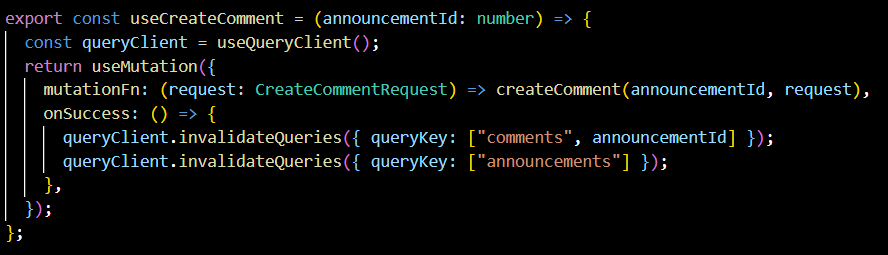 export const useCreateComment = (announcementId: number) => {
  const queryClient = useQueryClient();
  return useMutation({
    mutationFn: (request: CreateCommentRequest) => createComment(announcementId, request),
    onSuccess: () => {
      queryClient.invalidateQueries({ queryKey: ["comments", announcementId] });
      queryClient.invalidateQueries({ queryKey: ["announcements"] });
    },
  });
};